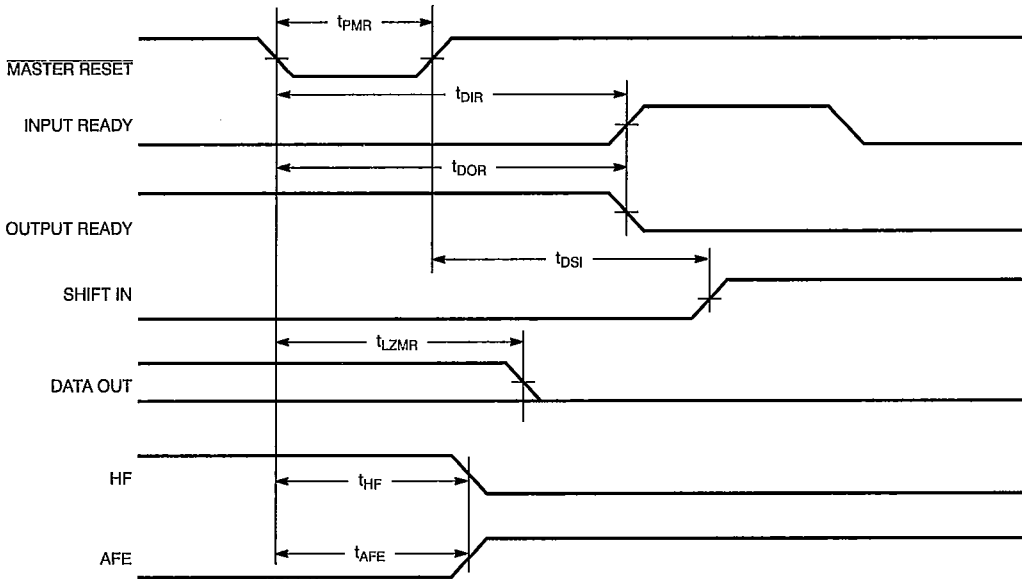 tPMR
MASTER RESET
tDIR
INPUT READY
tDOR
OUTPUT READY
tDSI
SHIFT IN
tLZMR
DATA OUT
HF
tHF
AFE
tAFE